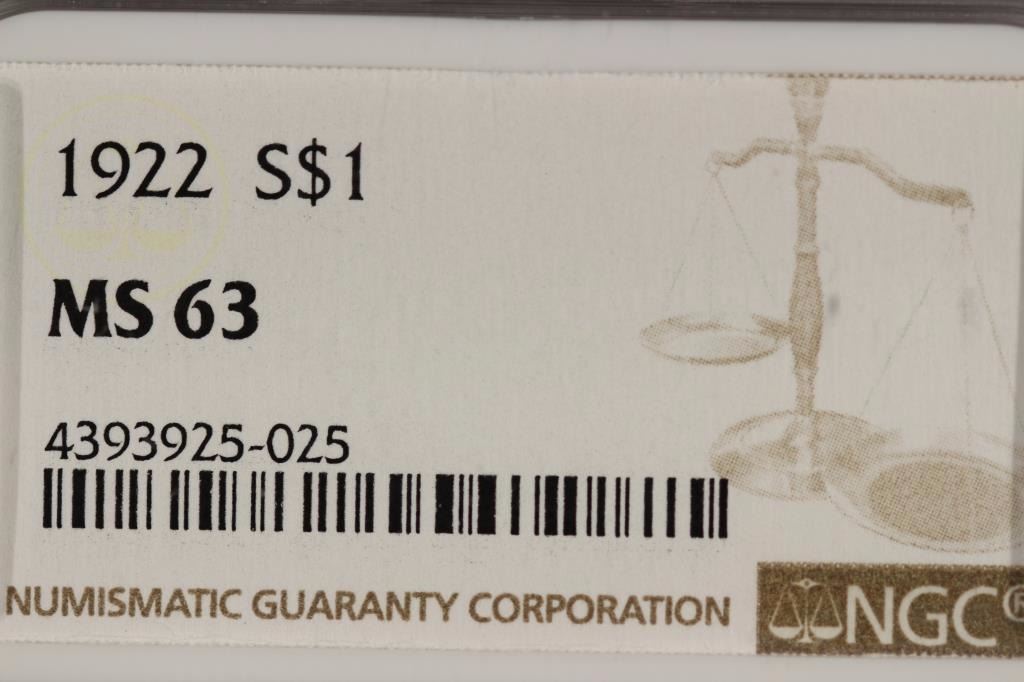 1922 S$1
MS 63
4393925-025
NUMISMATIC GUARANTY CORPORATION
NGC®